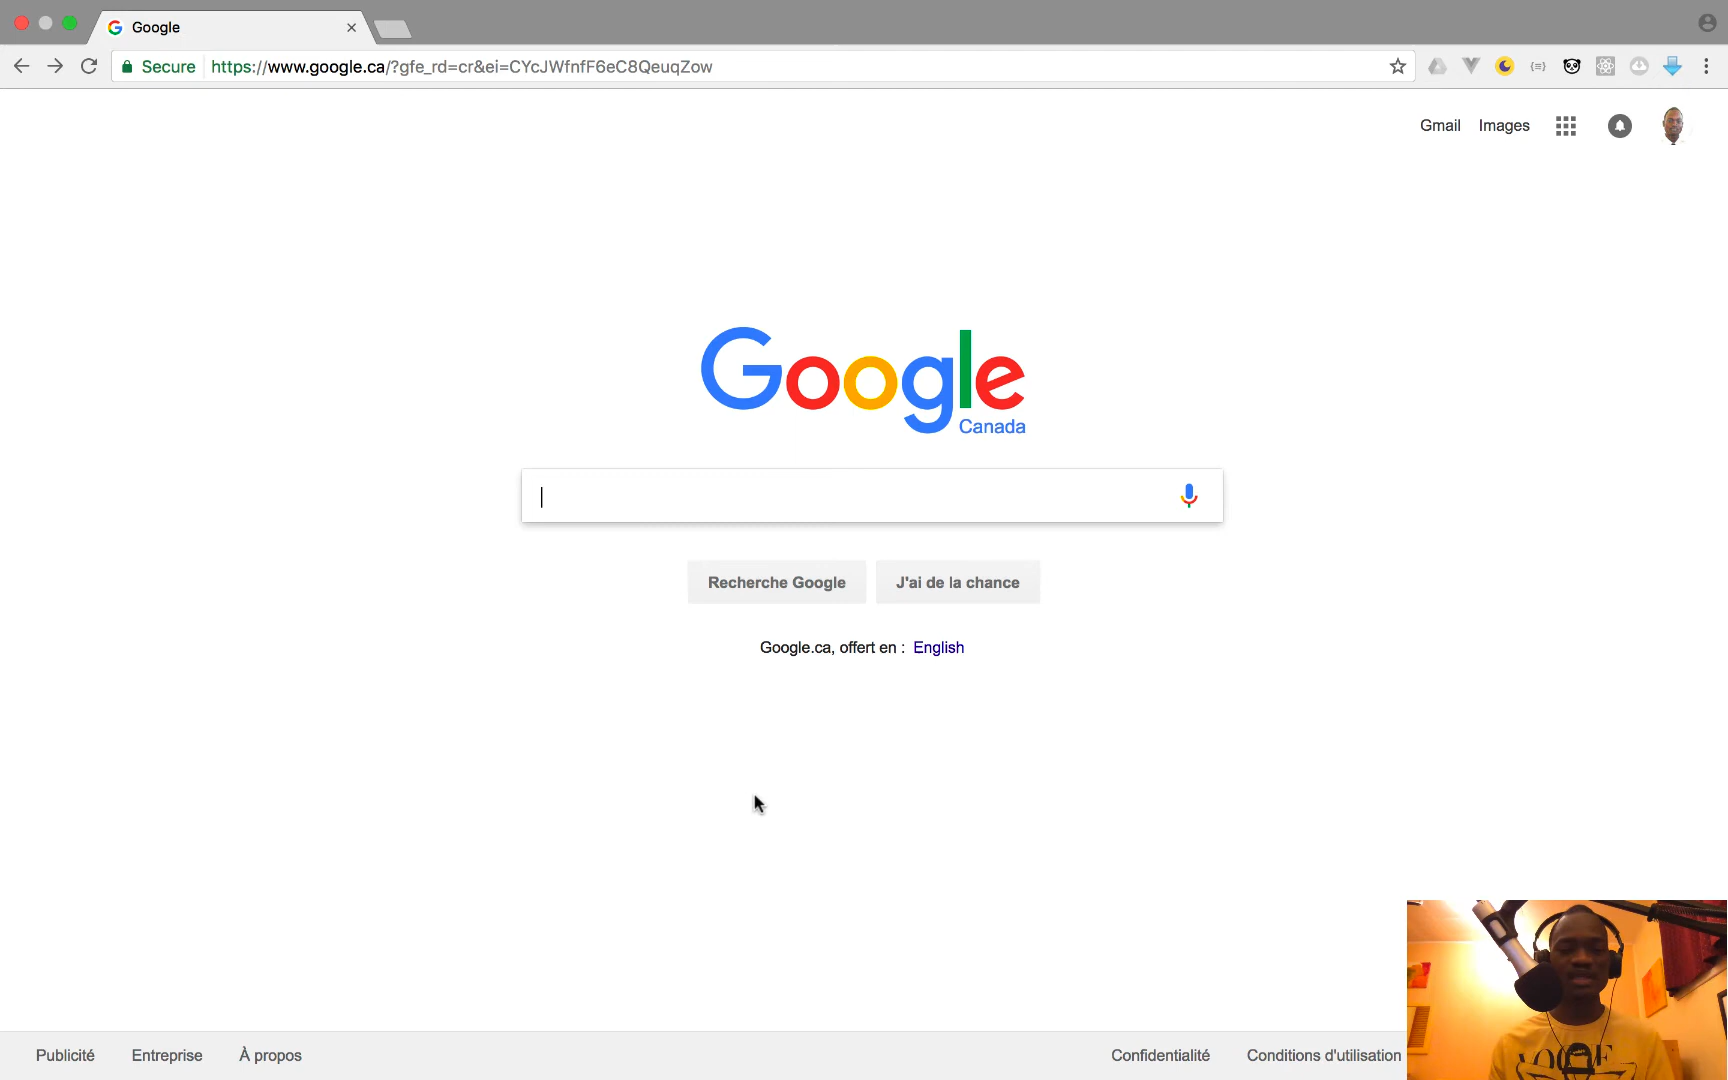 Google
Secure https://www.google.ca/?gfe_rd=cr&ei=CYcJWfnfF6eC8QeuqZow
Gmail Images
Google
Canada
Recherche Google J'ai de la chance
Google.ca, offert en : English
Publicité Entreprise À propos Confidentialité Conditions d'utilisation